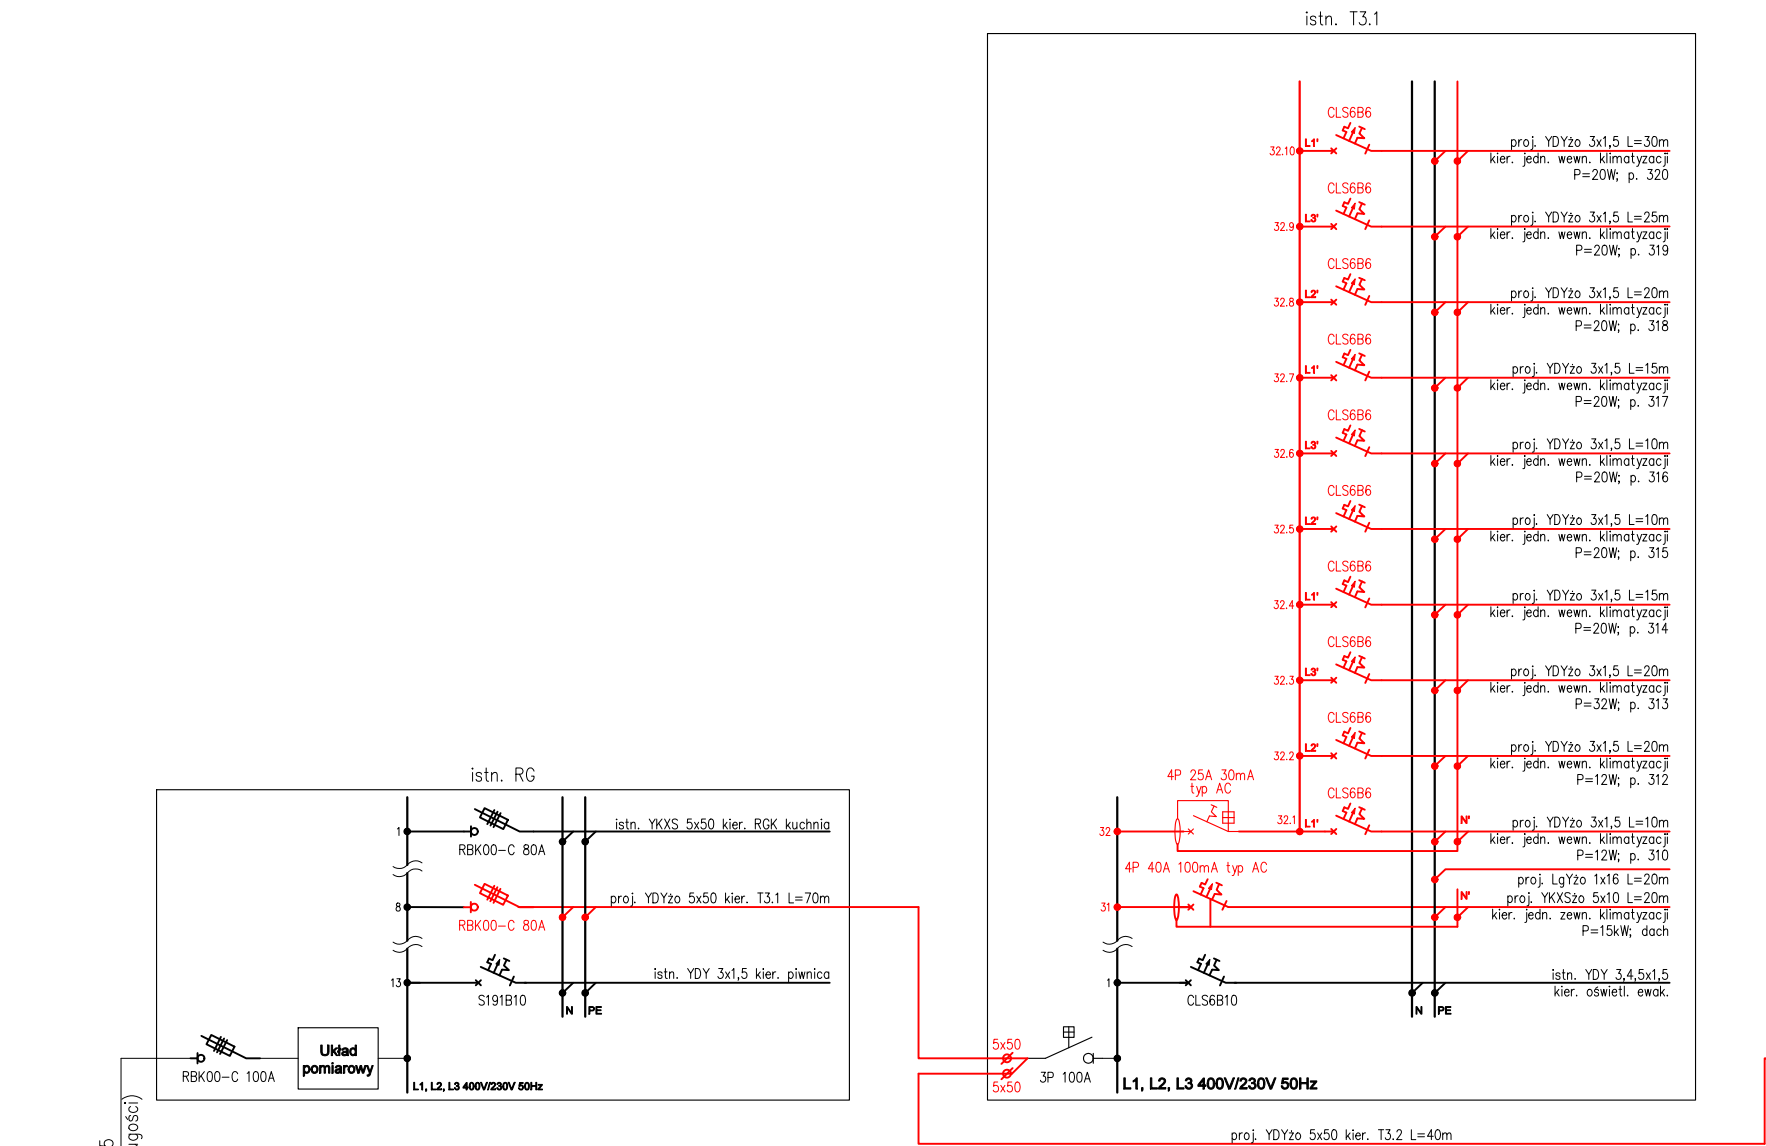 istn. T3.1
CLS6B6
32.10 L1'
proj. YDYżo 3x1,5 L=30m
kier. jedn. wewn. klimatyzacji
P=20W; p. 320
CLS6B6
32.9 L3'
proj. YDYżo 3x1,5 L=25m
kier. jedn. wewn. klimatyzacji
P=20W; p. 319
CLS6B6
32.8 L2'
proj. YDYżo 3x1,5 L=20m
kier. jedn. wewn. klimatyzacji
P=20W; p. 318
CLS6B6
32.7 L1'
proj. YDYżo 3x1,5 L=15m
kier. jedn. wewn. klimatyzacji
P=20W; p. 317
CLS6B6
32.6 L3'
proj. YDYżo 3x1,5 L=10m
kier. jedn. wewn. klimatyzacji
P=20W; p. 316
CLS6B6
32.5 L2'
proj. YDYżo 3x1,5 L=10m
kier. jedn. wewn. klimatyzacji
P=20W; p. 315
CLS6B6
32.4 L1'
proj. YDYżo 3x1,5 L=15m
kier. jedn. wewn. klimatyzacji
P=20W; p. 314
CLS6B6
32.3 L3'
proj. YDYżo 3x1,5 L=20m
kier. jedn. wewn. klimatyzacji
P=32W; p. 313
CLS6B6
32.2 L2'
proj. YDYżo 3x1,5 L=20m
kier. jedn. wewn. klimatyzacji
P=12W; p. 312
4P 25A 30mA
typ AC
CLS6B6
32
32.1 L1'
N'
proj. YDYżo 3x1,5 L=10m
kier. jedn. wewn. klimatyzacji
P=12W; p. 310
4P 40A 100mA typ AC
proj. LgYżo 1x16 L=20m
31
N'
proj. YKXSżo 5x10 L=20m
kier. jedn. zewn. klimatyzacji
P=15kW; dach
1
CLS6B10
istn. YDY 3,4,5x1,5
kier. oświetl. ewak.
N PE
5x50
5x50
3P 100A
L1, L2, L3 400V/230V 50Hz
proj. YDYżo 5x50 kier. T3.2 L=40m
istn. RG
1
RBK00-C 80A
istn. YKXS 5x50 kier. RGK kuchnia
8
RBK00-C 80A
proj. YDYżo 5x50 kier. T3.1 L=70m
13
S191B10
istn. YDY 3x1,5 kier. piwnica
N PE
RBK00-C 100A
Układ
pomiarowy
L1, L2, L3 400V/230V 50Hz